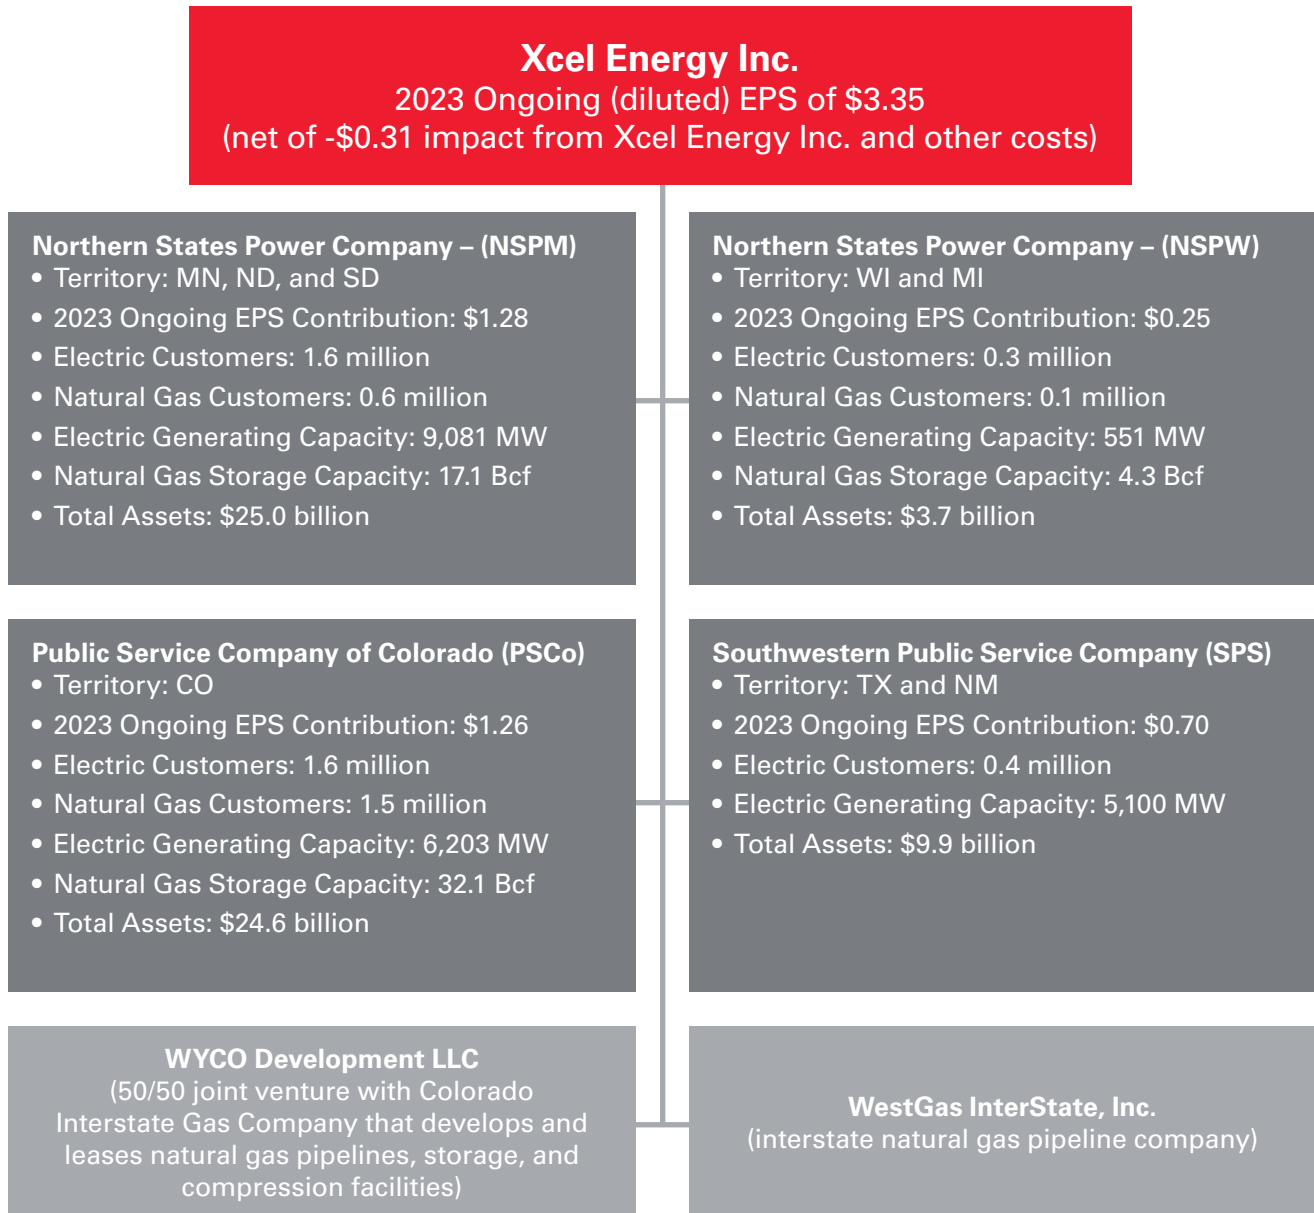 Xcel Energy Inc.
2023 Ongoing (diluted) EPS of $3.35
(net of -$0.31 impact from Xcel Energy Inc. and other costs)
Northern States Power Company – (NSPM)
• Territory: MN, ND, and SD
• 2023 Ongoing EPS Contribution: $1.28
• Electric Customers: 1.6 million
• Natural Gas Customers: 0.6 million
• Electric Generating Capacity: 9,081 MW
• Natural Gas Storage Capacity: 17.1 Bcf
• Total Assets: $25.0 billion
Northern States Power Company – (NSPW)
• Territory: WI and MI
• 2023 Ongoing EPS Contribution: $0.25
• Electric Customers: 0.3 million
• Natural Gas Customers: 0.1 million
• Electric Generating Capacity: 551 MW
• Natural Gas Storage Capacity: 4.3 Bcf
• Total Assets: $3.7 billion
Public Service Company of Colorado (PSCo)
• Territory: CO
• 2023 Ongoing EPS Contribution: $1.26
• Electric Customers: 1.6 million
• Natural Gas Customers: 1.5 million
• Electric Generating Capacity: 6,203 MW
• Natural Gas Storage Capacity: 32.1 Bcf
• Total Assets: $24.6 billion
Southwestern Public Service Company (SPS)
• Territory: TX and NM
• 2023 Ongoing EPS Contribution: $0.70
• Electric Customers: 0.4 million
• Electric Generating Capacity: 5,100 MW
• Total Assets: $9.9 billion
WYCO Development LLC
(50/50 joint venture with Colorado
Interstate Gas Company that develops and
leases natural gas pipelines, storage, and
compression facilities)
WestGas InterState, Inc.
(interstate natural gas pipeline company)